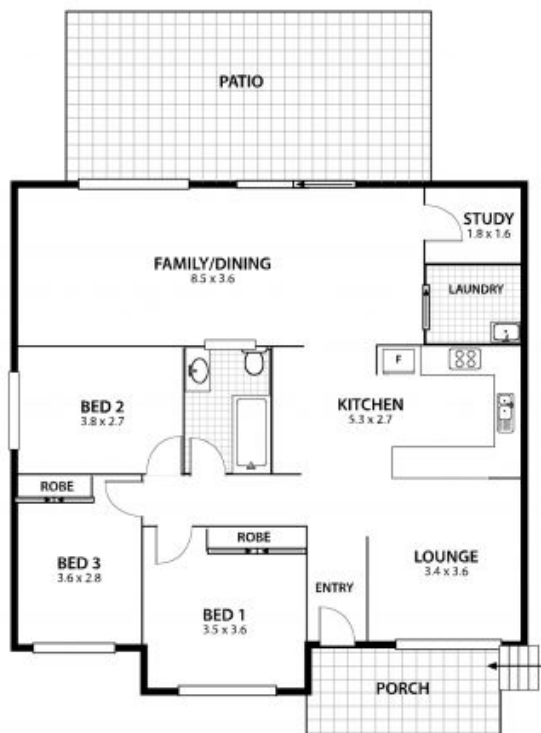 PATIO
STUDY
1.8 x 1.6
FAMILY/DINING
8.5 x 3.6
LAUNDRY
F
BED 2
3.8 x 2.7
KITCHEN
5.3 x 2.7
ROBE
ROBE
BED 3
3.6 x 2.8
LOUNGE
3.4 x 3.6
ENTRY
BED 1
3.5 x 3.6
PORCH